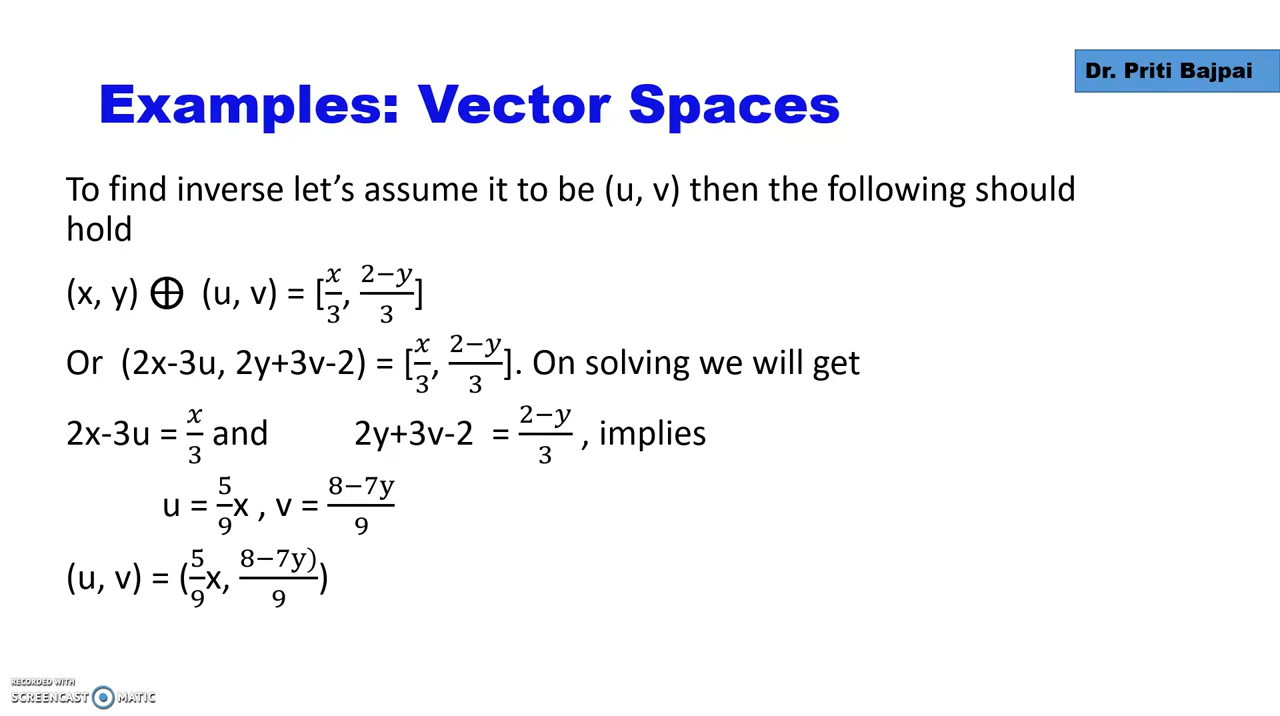 Dr. Priti Bajpai
Examples: Vector Spaces
To find inverse let's assume it to be (u, v) then the following should
hold
(x, y) ⊕ (u, v) = [x/3, (2−y)/3]
Or (2x-3u, 2y+3v-2) = [x/3, (2−y)/3]. On solving we will get
2x-3u = x/3 and 2y+3v-2 = (2−y)/3 , implies
u = 5/9 x , v = (8−7y)/9
(u, v) = (5/9 x, 8−7y)/9)
RECORDED WITH
SCREENCAST MATIC